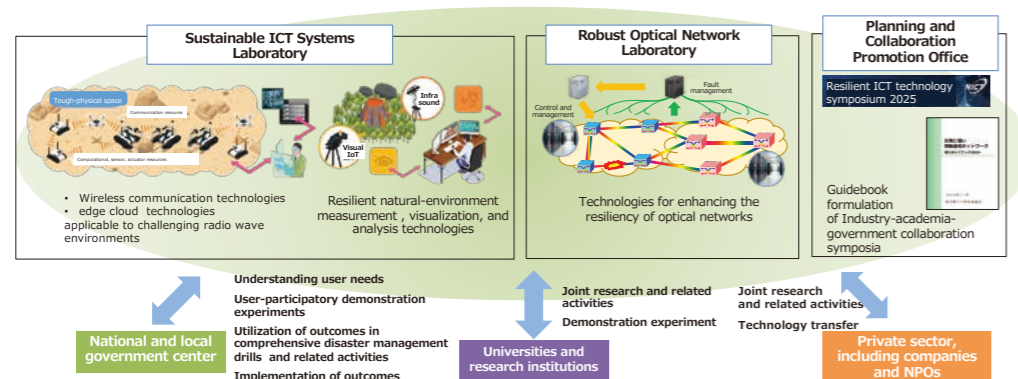 Sustainable ICT Systems
Laboratory
Tough-physical space
Communication resource
Computational, sensor, actuator resources
Infra
sound
Visual
IoT
• Wireless communication technologies
• edge cloud technologies
applicable to challenging radio wave
environments
Resilient natural-environment
measurement , visualization, and
analysis technologies
Robust Optical Network
Laboratory
Fault
management
Control and
management
Technologies for enhancing the
resiliency of optical networks
Planning and
Collaboration
Promotion Office
Resilient ICT technology
symposium 2025
NICT
Guidebook
formulation
of Industry-academia-
government collaboration
symposia
Understanding user needs
User-participatory demonstration
experiments
Utilization of outcomes in
comprehensive disaster management
drills and related activities
Implementation of outcomes
National and local
government center
Joint research and related
activities
Demonstration experiment
Universities and
research institutions
Joint research
and related activities
Technology transfer
Private sector,
including companies
and NPOs